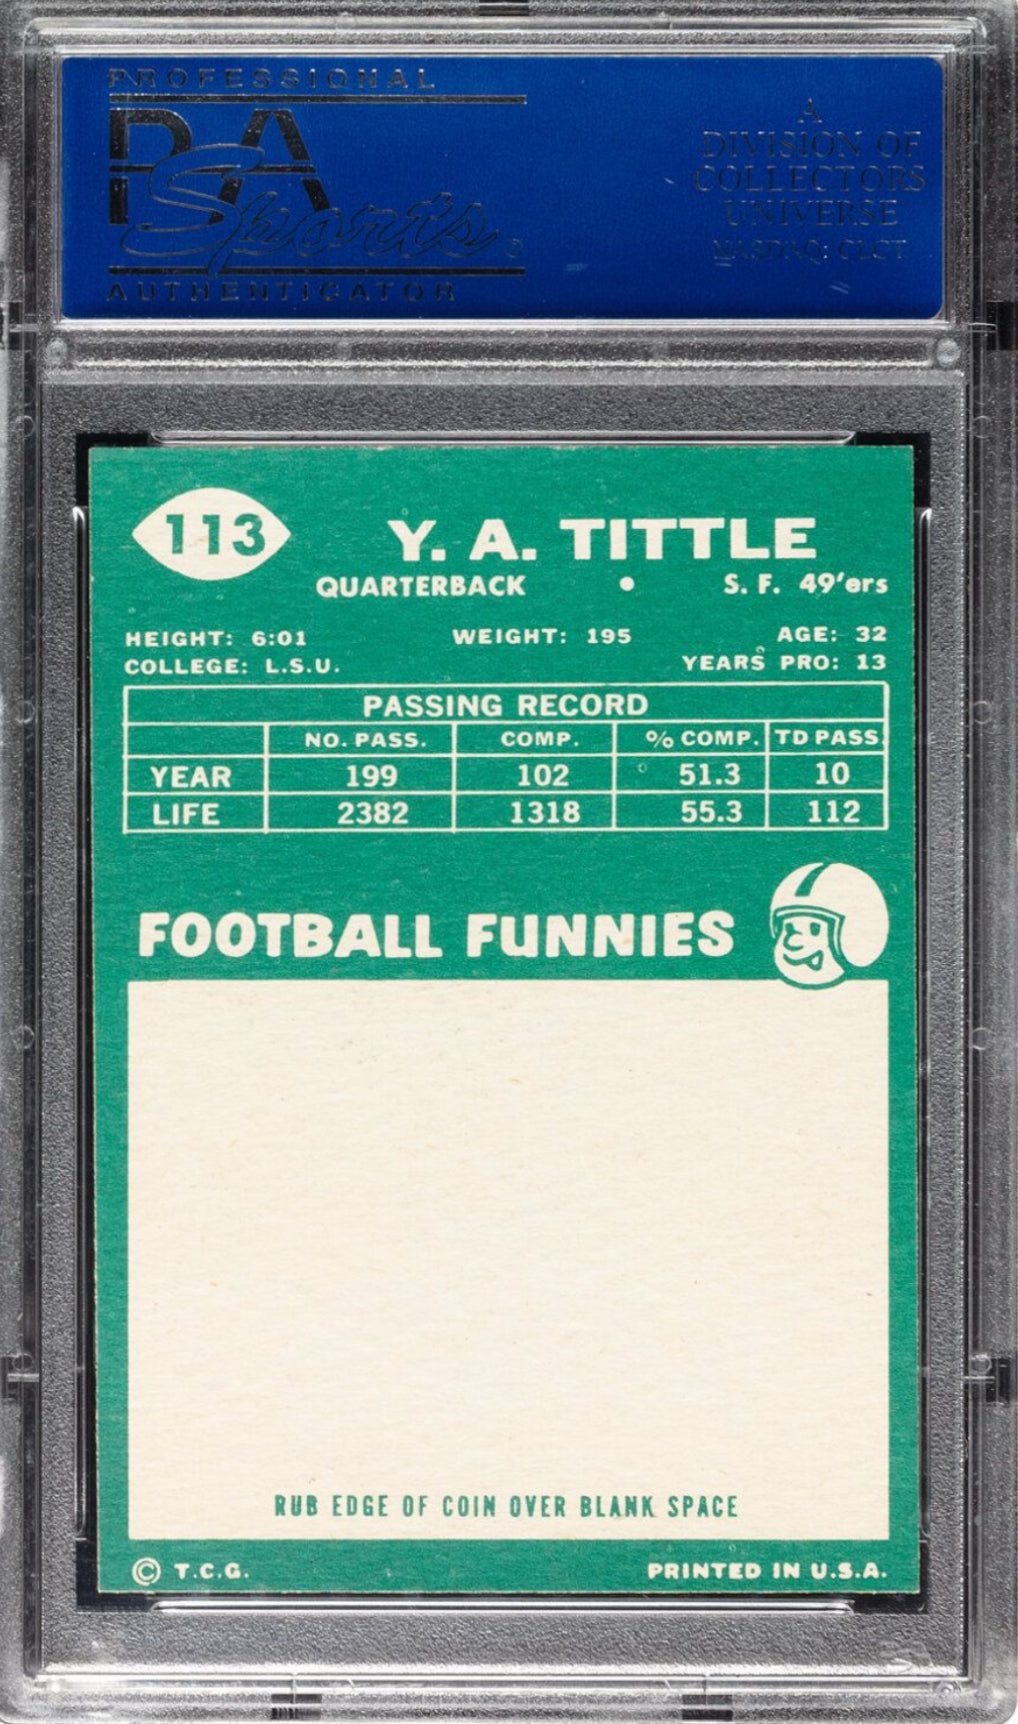 PROFESSIONAL
PSA
Sports
AUTHENTICATOR
A
DIVISION OF
COLLECTORS
UNIVERSE
NASDAQ: CLCT
113
Y. A. TITTLE
QUARTERBACK • S. F. 49'ers
HEIGHT: 6:01 WEIGHT: 195 AGE: 32
COLLEGE: L.S.U. YEARS PRO: 13
PASSING RECORD
NO. PASS. COMP. % COMP. TD PASS
YEAR 199 102 51.3 10
LIFE 2382 1318 55.3 112
FOOTBALL FUNNIES
RUB EDGE OF COIN OVER BLANK SPACE
© T.C.G. PRINTED IN U.S.A.